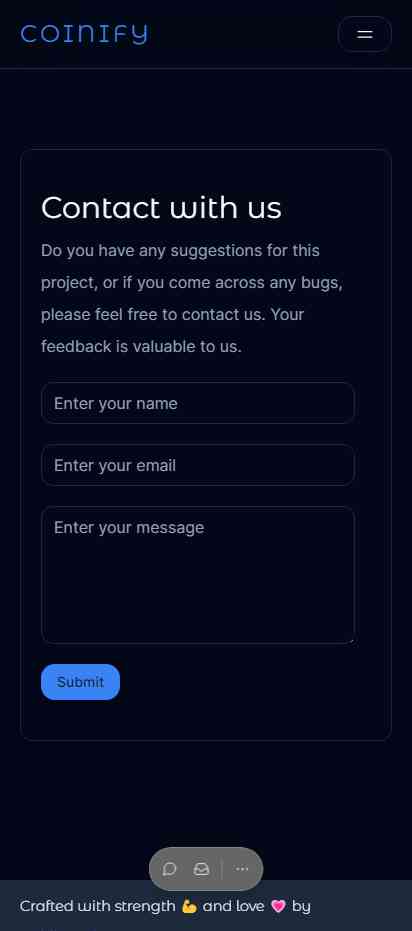 COINIFY
Contact with us
Do you have any suggestions for this
project, or if you come across any bugs,
please feel free to contact us. Your
feedback is valuable to us.
Enter your name
Enter your email
Enter your message
Submit
Crafted with strength 💪 and love 💗 by